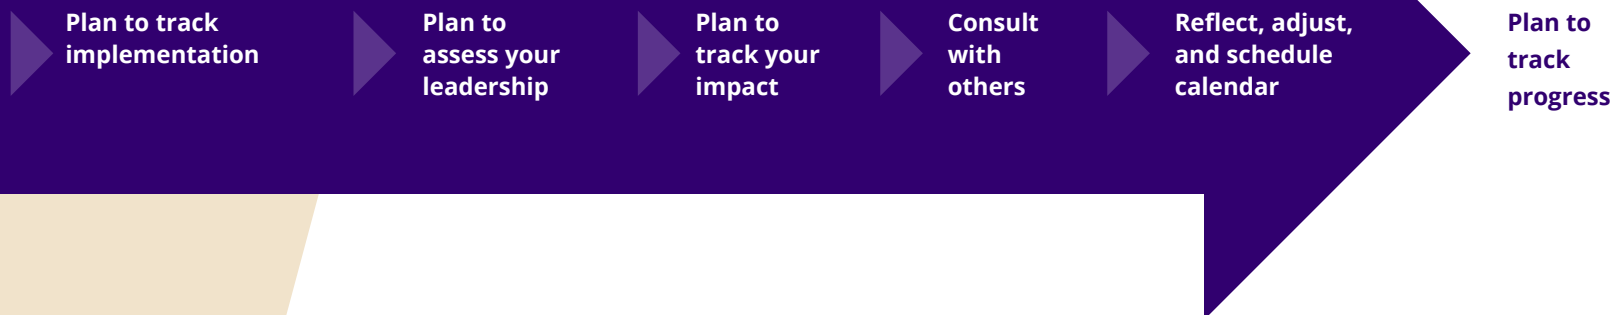 Plan to track
implementation
Plan to
assess your
leadership
Plan to
track your
impact
Consult
with
others
Reflect, adjust,
and schedule
calendar
Plan to
track
progress